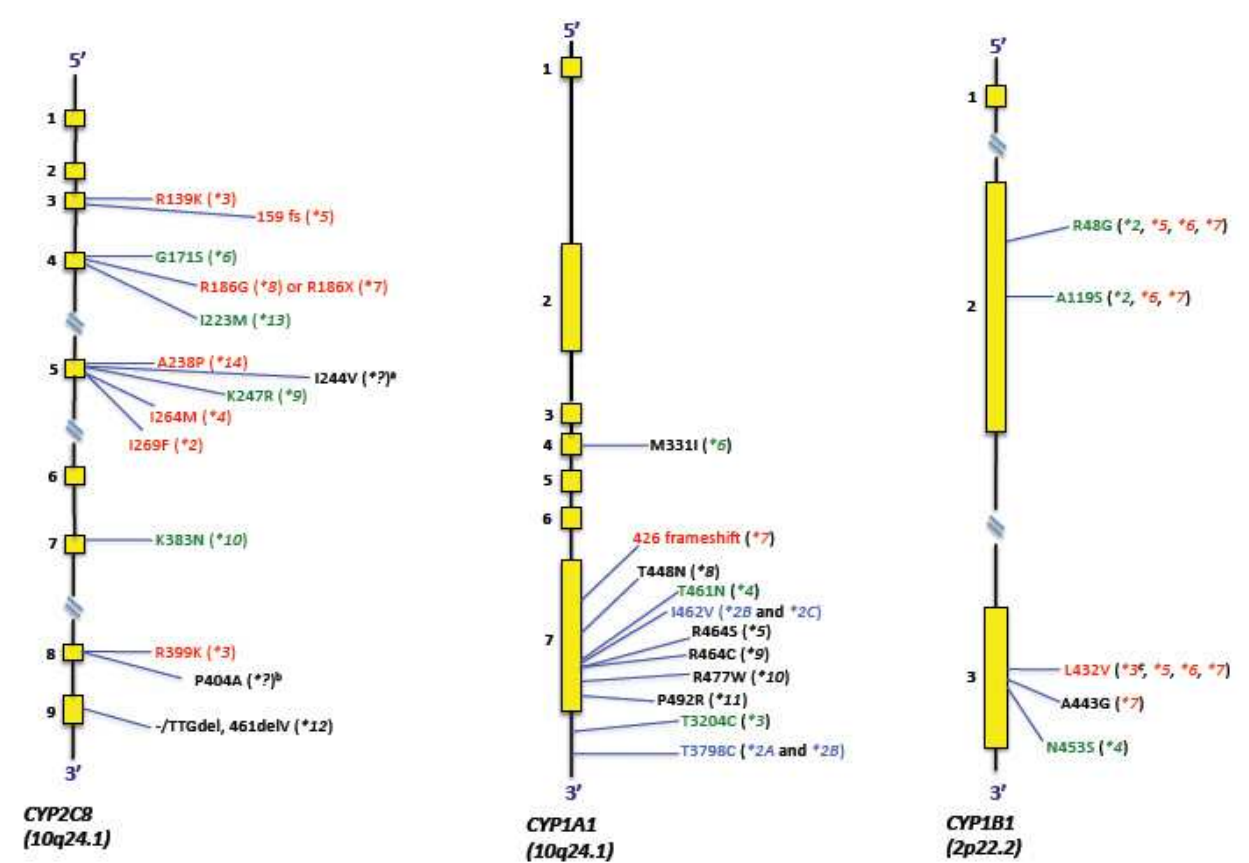 5’
1
2
3
R139K (*3)
159 fs (*5)
4
G171S (*6)
R186G (*8) or R186X (*7)
I223M (*13)
5
A238P (*14)
I244V (*?)ᵃ
K247R (*9)
I264M (*4)
I269F (*2)
6
7
K383N (*10)
8
R399K (*3)
P404A (*?)ᵇ
9
-/TTGdel, 461delV (*12)
3’
CYP2C8
(10q24.1)
5’
1
2
3
4
M331I (*6)
5
6
426 frameshift (*7)
T448N (*8)
T461N (*4)
I462V (*2B and *2C)
7
R464S (*5)
R464C (*9)
R477W (*10)
P492R (*11)
T3204C (*3)
T3798C (*2A and *2B)
3’
CYP1A1
(10q24.1)
5’
1
R48G (*2, *5, *6, *7)
2
A119S (*2, *6, *7)
3
L432V (*3ᶜ, *5, *6, *7)
A443G (*7)
N453S (*4)
3’
CYP1B1
(2p22.2)